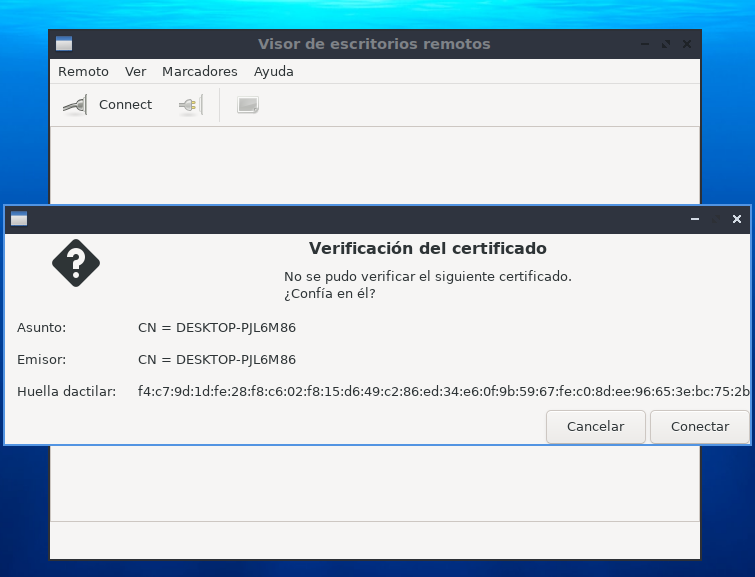 Visor de escritorios remotos
Remoto Ver Marcadores Ayuda
Connect
Verificación del certificado
No se pudo verificar el siguiente certificado.
¿Confía en él?
Asunto: CN = DESKTOP-PJL6M86
Emisor: CN = DESKTOP-PJL6M86
Huella dactilar: f4:c7:9d:1d:fe:28:f8:c6:02:f8:15:d6:49:c2:86:ed:34:e6:0f:9b:59:67:fe:c0:8d:ee:96:65:3e:bc:75:2b
Cancelar Conectar